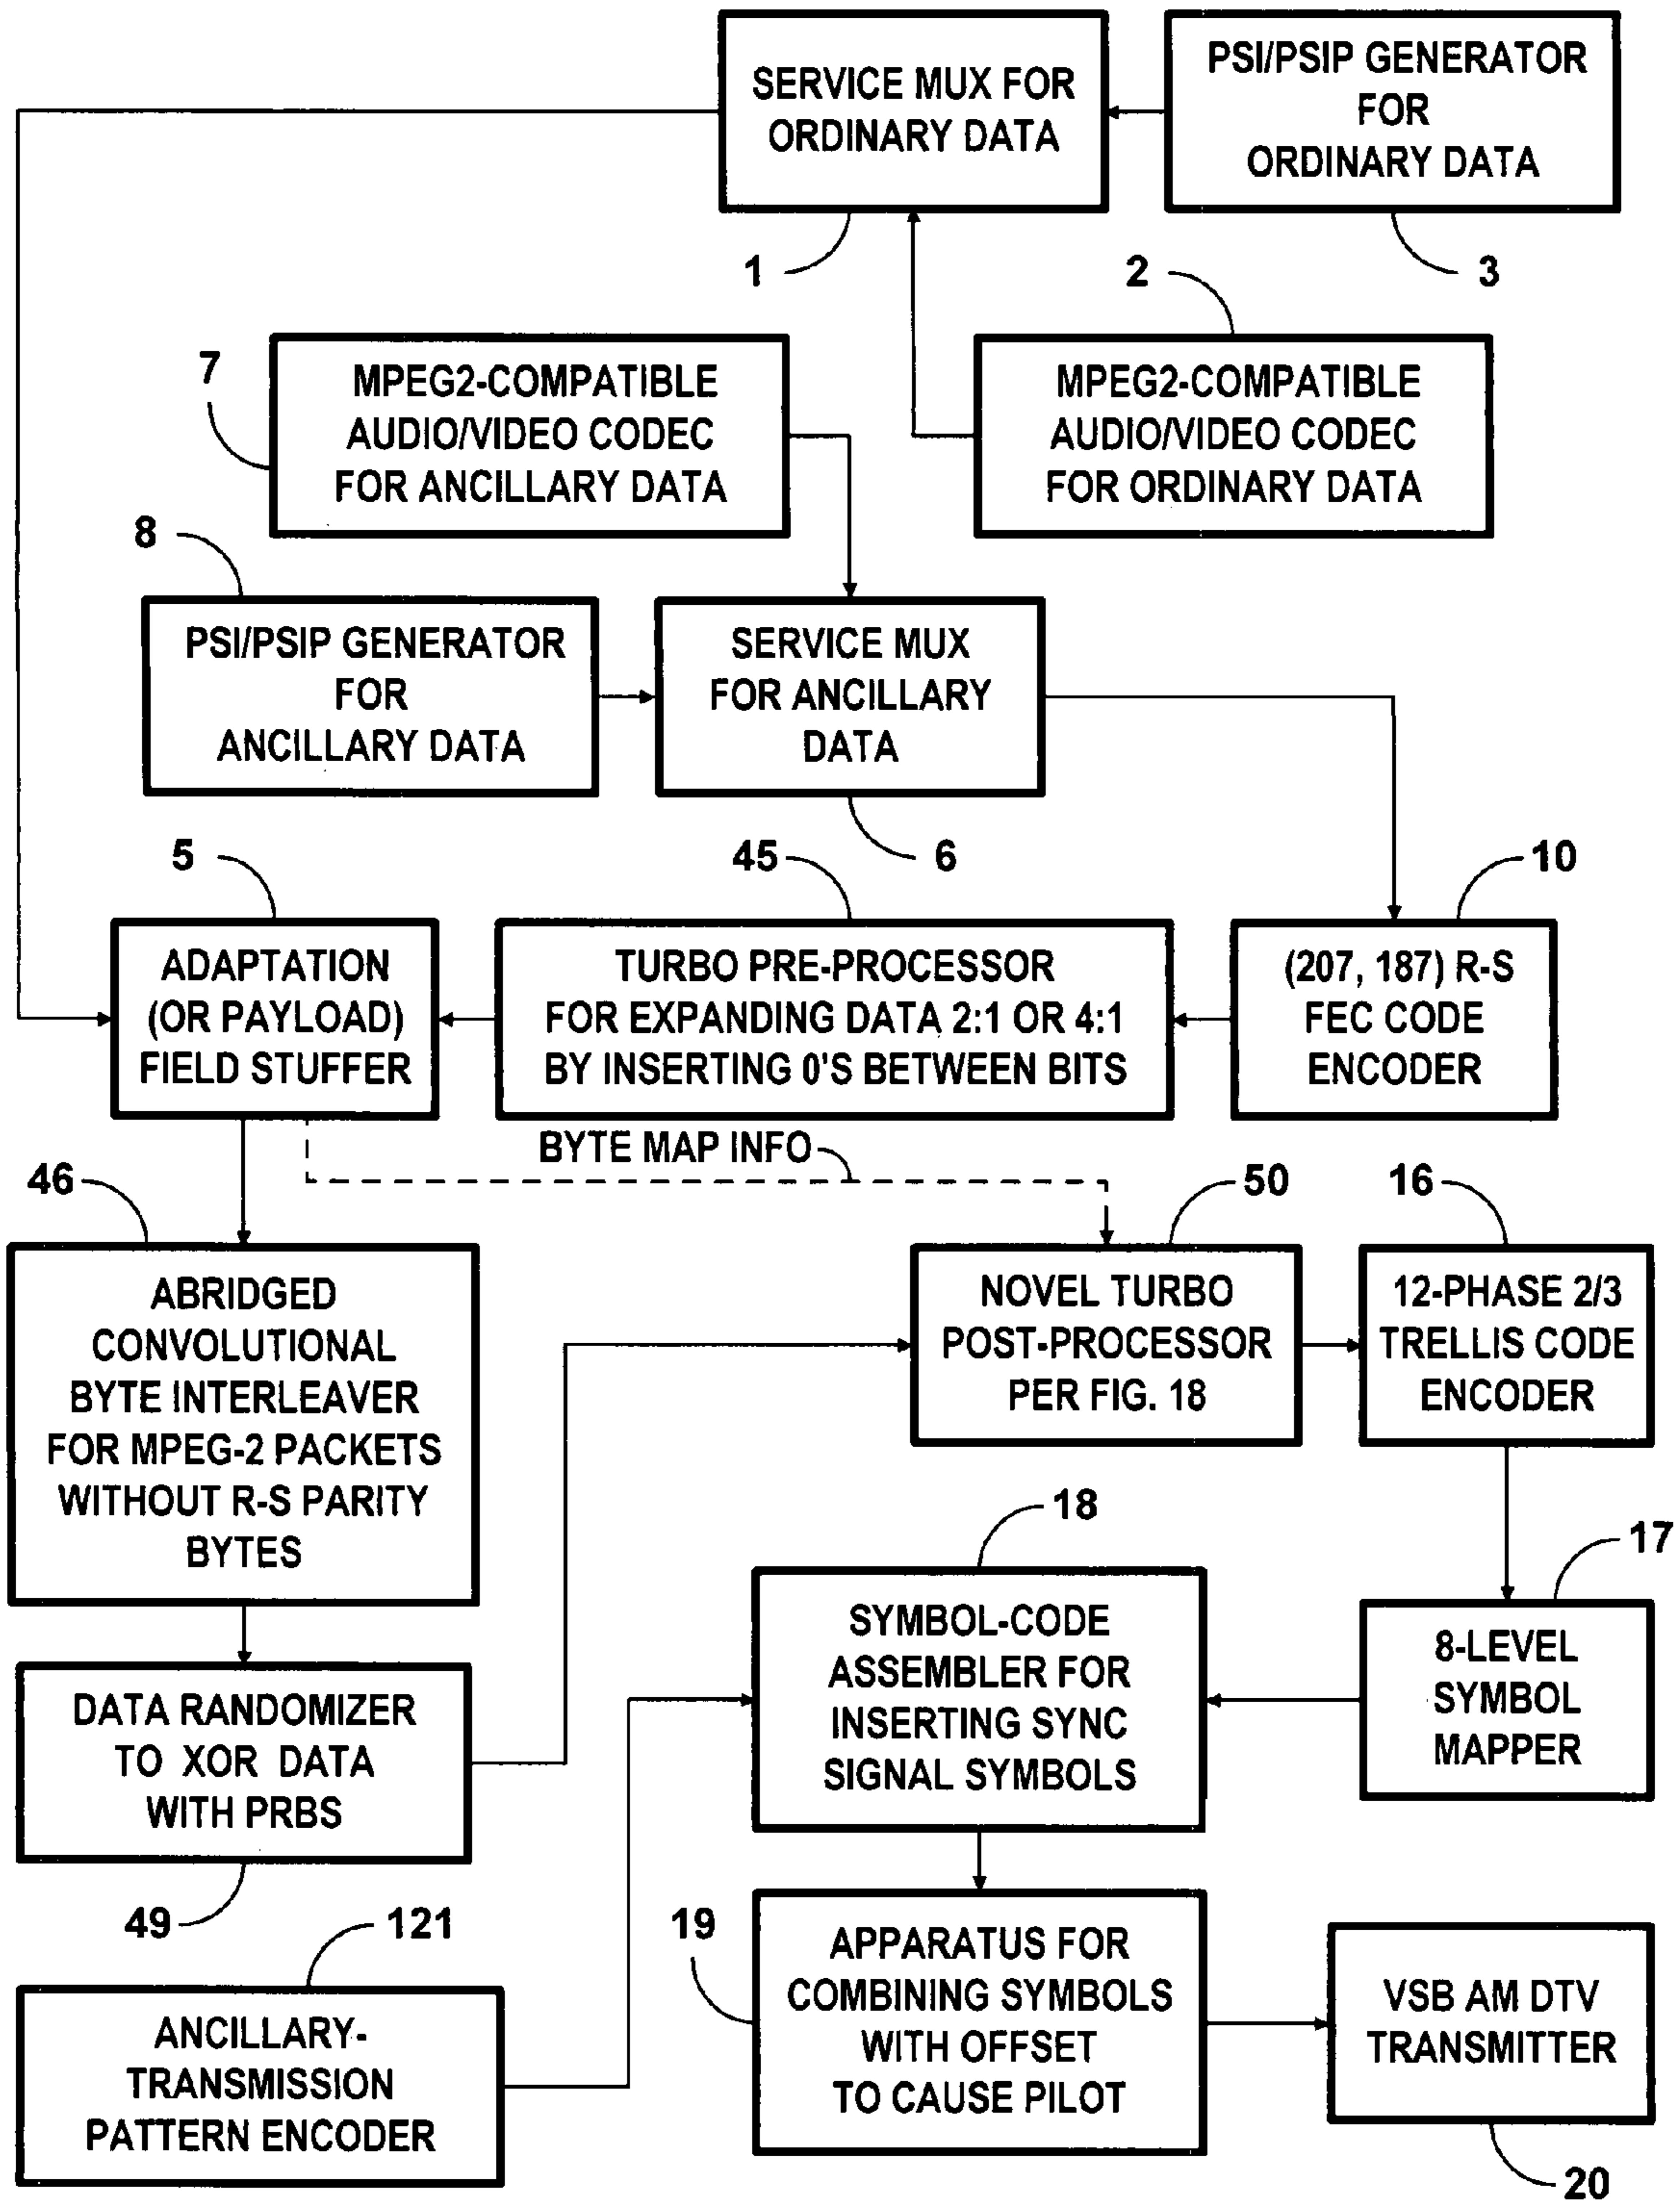 SERVICE MUX FOR
ORDINARY DATA
PSI/PSIP GENERATOR
FOR
ORDINARY DATA
1
2
3
7
MPEG2-COMPATIBLE
AUDIO/VIDEO CODEC
FOR ANCILLARY DATA
MPEG2-COMPATIBLE
AUDIO/VIDEO CODEC
FOR ORDINARY DATA
8
PSI/PSIP GENERATOR
FOR
ANCILLARY DATA
SERVICE MUX
FOR ANCILLARY
DATA
5
45
6
10
ADAPTATION
(OR PAYLOAD)
FIELD STUFFER
TURBO PRE-PROCESSOR
FOR EXPANDING DATA 2:1 OR 4:1
BY INSERTING 0'S BETWEEN BITS
(207, 187) R-S
FEC CODE
ENCODER
BYTE MAP INFO
46
50
16
ABRIDGED
CONVOLUTIONAL
BYTE INTERLEAVER
FOR MPEG-2 PACKETS
WITHOUT R-S PARITY
BYTES
NOVEL TURBO
POST-PROCESSOR
PER FIG. 18
12-PHASE 2/3
TRELLIS CODE
ENCODER
18
17
SYMBOL-CODE
ASSEMBLER FOR
INSERTING SYNC
SIGNAL SYMBOLS
8-LEVEL
SYMBOL
MAPPER
DATA RANDOMIZER
TO XOR DATA
WITH PRBS
49
121
19
ANCILLARY-
TRANSMISSION
PATTERN ENCODER
APPARATUS FOR
COMBINING SYMBOLS
WITH OFFSET
TO CAUSE PILOT
VSB AM DTV
TRANSMITTER
20